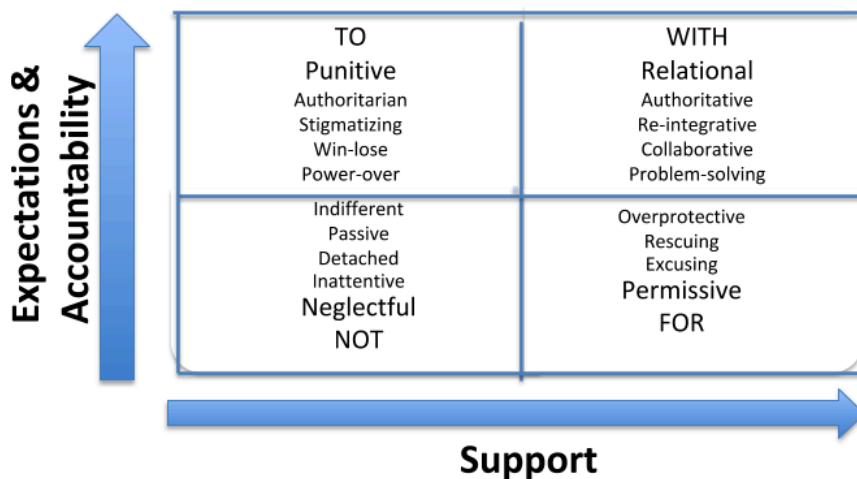 Expectations &
Accountability
TO
Punitive
Authoritarian
Stigmatizing
Win-lose
Power-over
WITH
Relational
Authoritative
Re-integrative
Collaborative
Problem-solving
Indifferent
Passive
Detached
Inattentive
Neglectful
NOT
Overprotective
Rescuing
Excusing
Permissive
FOR
Support